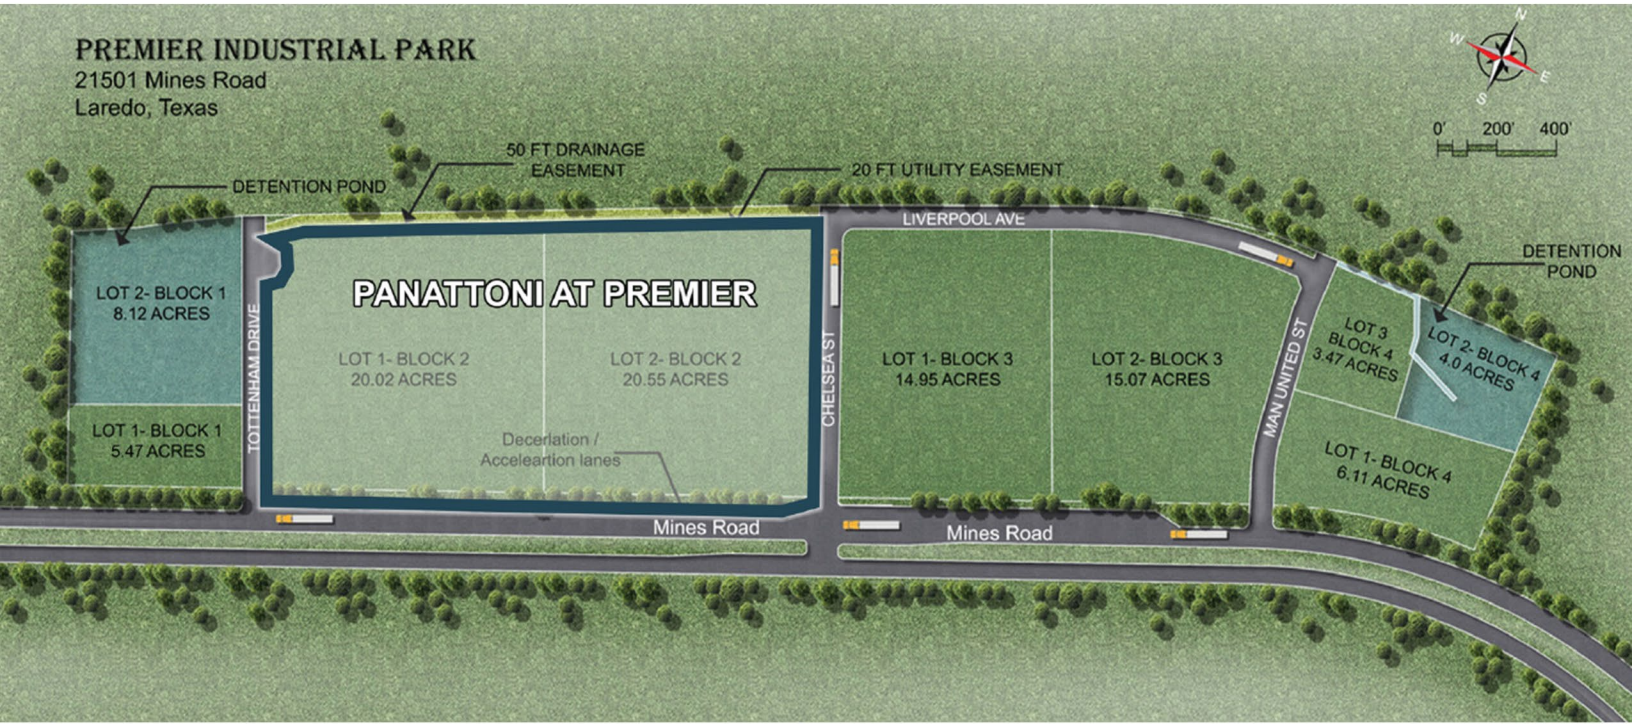 PREMIER INDUSTRIAL PARK
21501 Mines Road
Laredo, Texas
N
W
E
S
0' 200' 400'
50 FT DRAINAGE
EASEMENT
20 FT UTILITY EASEMENT
DETENTION POND
LIVERPOOL AVE
DETENTION
POND
LOT 2- BLOCK 1
8.12 ACRES
PANATTONI AT PREMIER
TOTTENHAM DRIVE
LOT 1- BLOCK 2
20.02 ACRES
LOT 2- BLOCK 2
20.55 ACRES
CHELSEA ST
LOT 1- BLOCK 3
14.95 ACRES
LOT 2- BLOCK 3
15.07 ACRES
MAN UNITED ST
LOT 3
BLOCK 4
3.47 ACRES
LOT 2- BLOCK 4
4.0 ACRES
LOT 1- BLOCK 1
5.47 ACRES
Decerlation /
Acceleartion lanes
LOT 1- BLOCK 4
6.11 ACRES
Mines Road
Mines Road